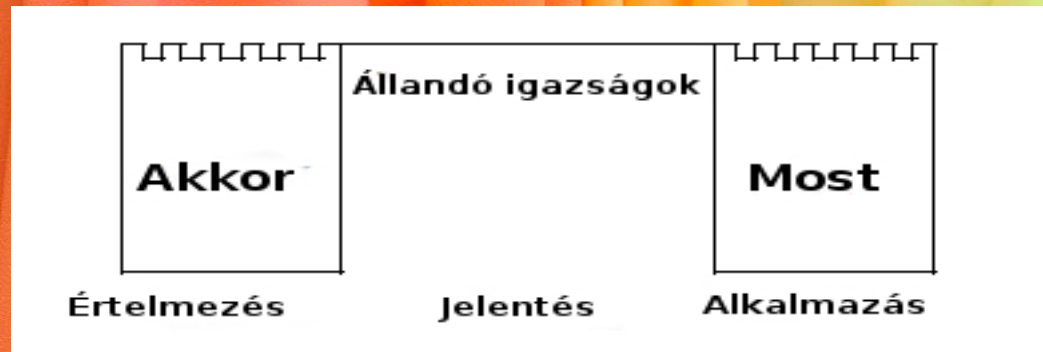 Állandó igazságok
Akkor
Most
Értelmezés
Jelentés
Alkalmazás